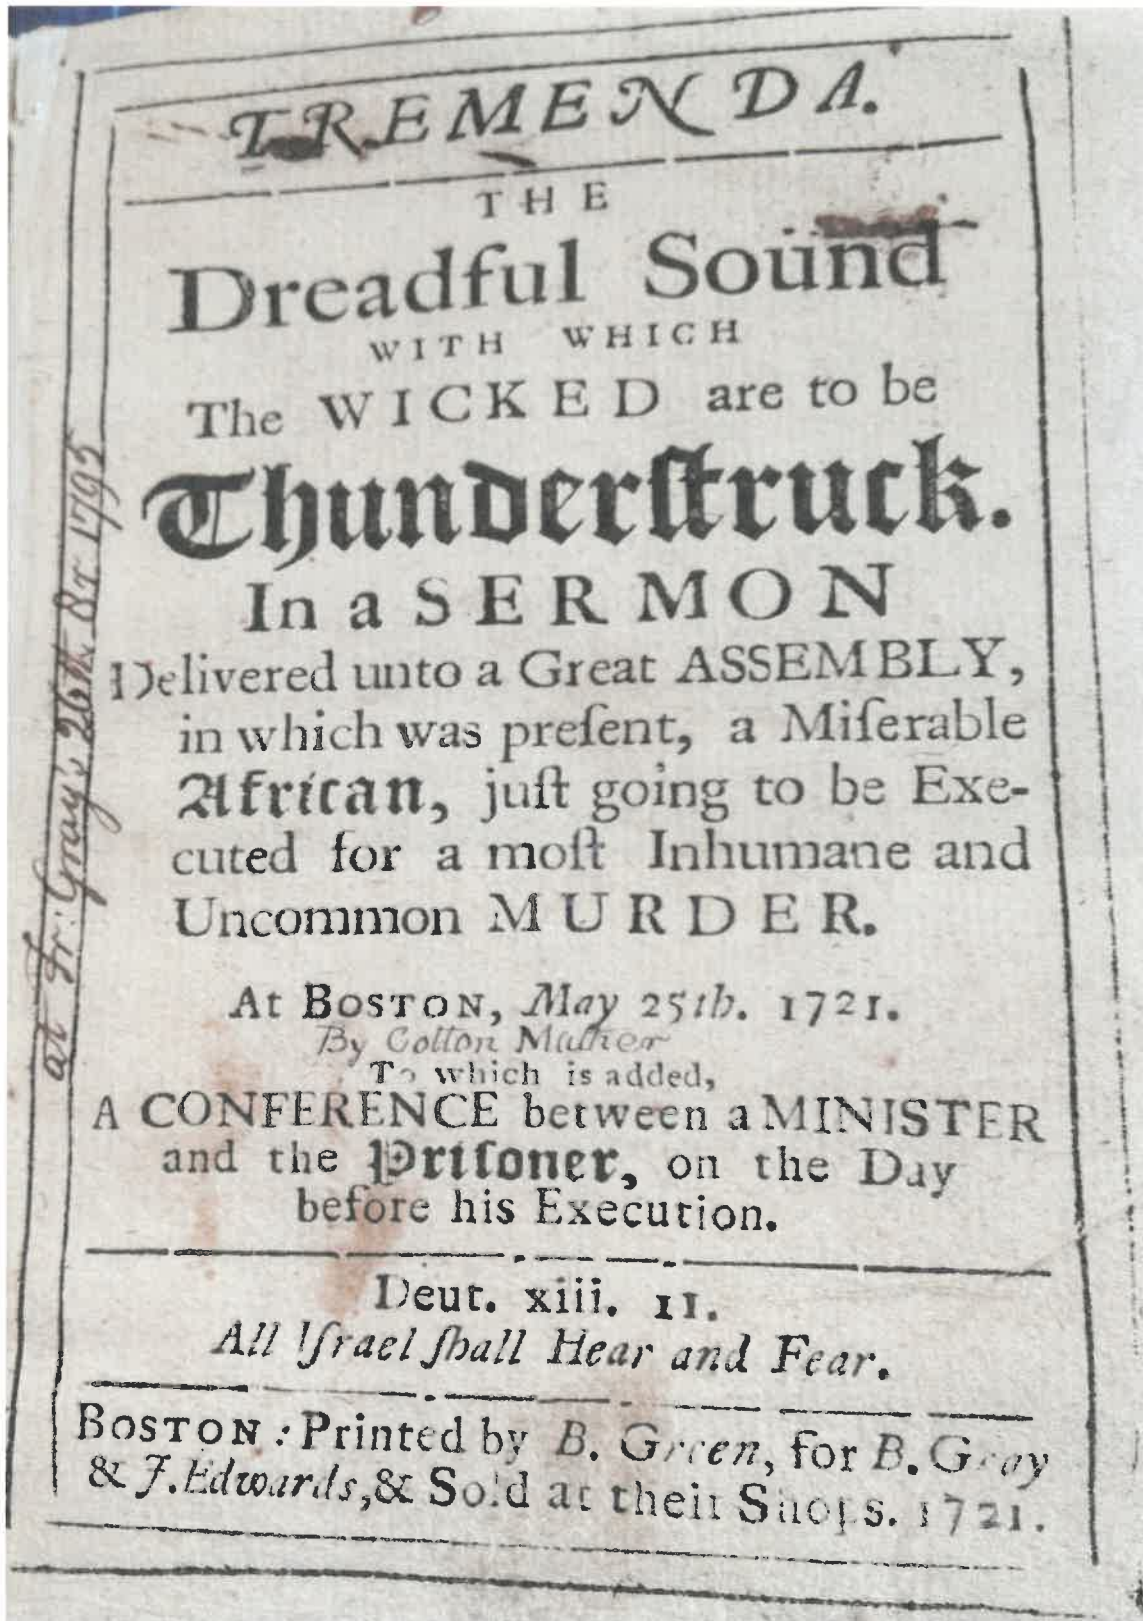 TREMENDA.
THE
Dreadful Sound
WITH WHICH
The WICKED are to be
Thunderſtruck.
In a SERMON
Delivered unto a Great ASSEMBLY,
in which was preſent, a Miſerable
African, juſt going to be Exe-
cuted for a moſt Inhumane and
Uncommon MURDER.
At BOSTON, May 25th. 1721.
By Cotton Mather
To which is added,
A CONFERENCE between a MINISTER
and the Priſoner, on the Day
before his Execution.
Deut. xiii. 11.
All Iſrael ſhall Hear and Fear.
BOSTON: Printed by B. Green, for B. Gray
& J. Edwards, & Sold at their Shops. 1721.
at Fr: Gray's 26th. 8r. 1795